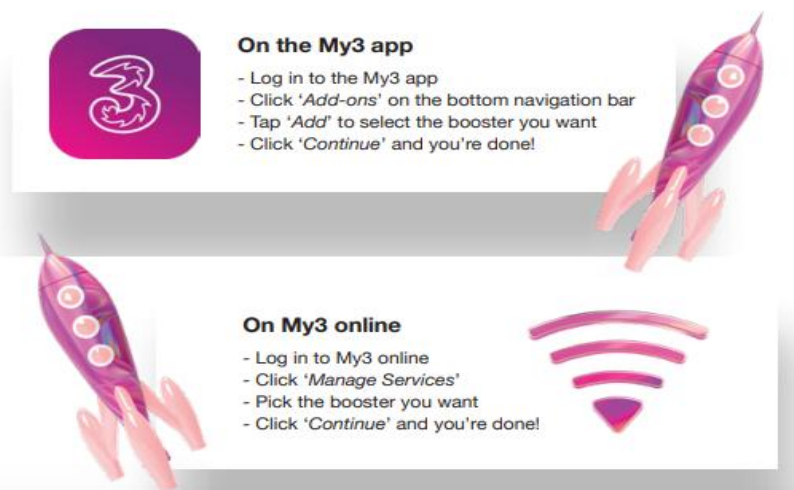 3
On the My3 app
- Log in to the My3 app
- Click ‘Add-ons’ on the bottom navigation bar
- Tap ‘Add’ to select the booster you want
- Click ‘Continue’ and you’re done!
On My3 online
- Log in to My3 online
- Click ‘Manage Services’
- Pick the booster you want
- Click ‘Continue’ and you’re done!